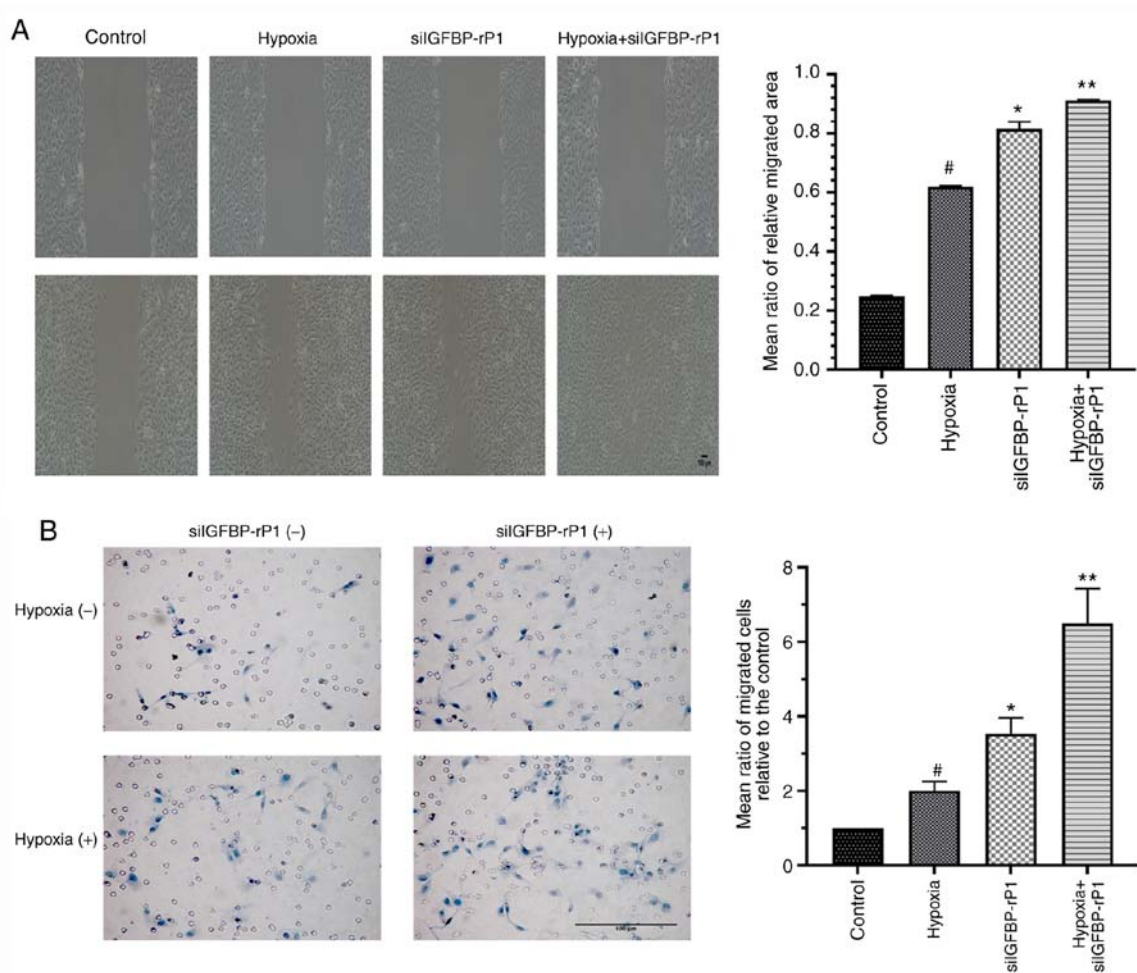 A
Control
Hypoxia
siIGFBP-rP1
Hypoxia+siIGFBP-rP1
Mean ratio of relative migrated area
1.0
0.8
0.6
0.4
0.2
0.0
#
*
**
Control
Hypoxia
siIGFBP-rP1
Hypoxia+
siIGFBP-rP1
B
siIGFBP-rP1 (−)
siIGFBP-rP1 (+)
Hypoxia (−)
Hypoxia (+)
Mean ratio of migrated cells
relative to the control
8
6
4
2
0
#
*
**
Control
Hypoxia
siIGFBP-rP1
Hypoxia+
siIGFBP-rP1